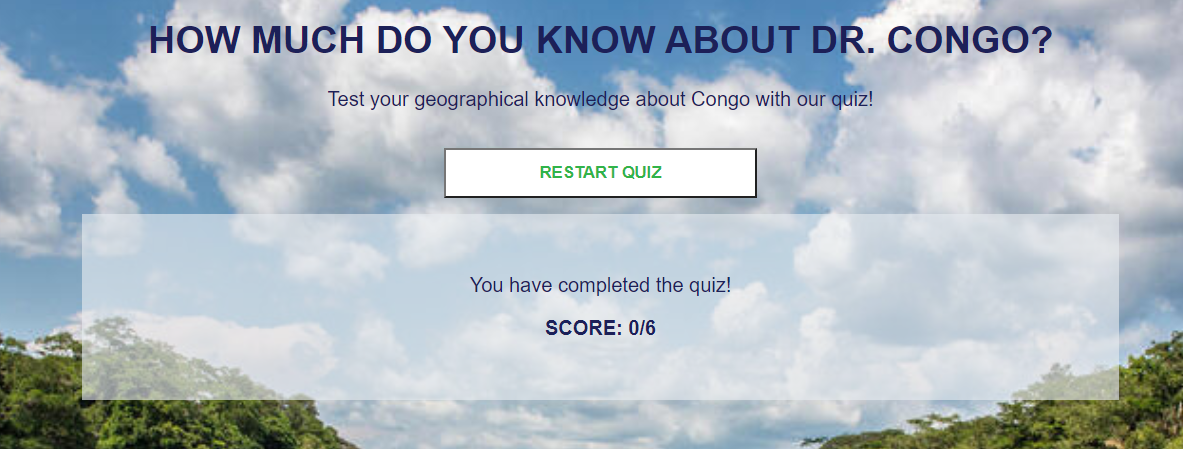 HOW MUCH DO YOU KNOW ABOUT DR. CONGO?
Test your geographical knowledge about Congo with our quiz!
RESTART QUIZ
You have completed the quiz!
SCORE: 0/6